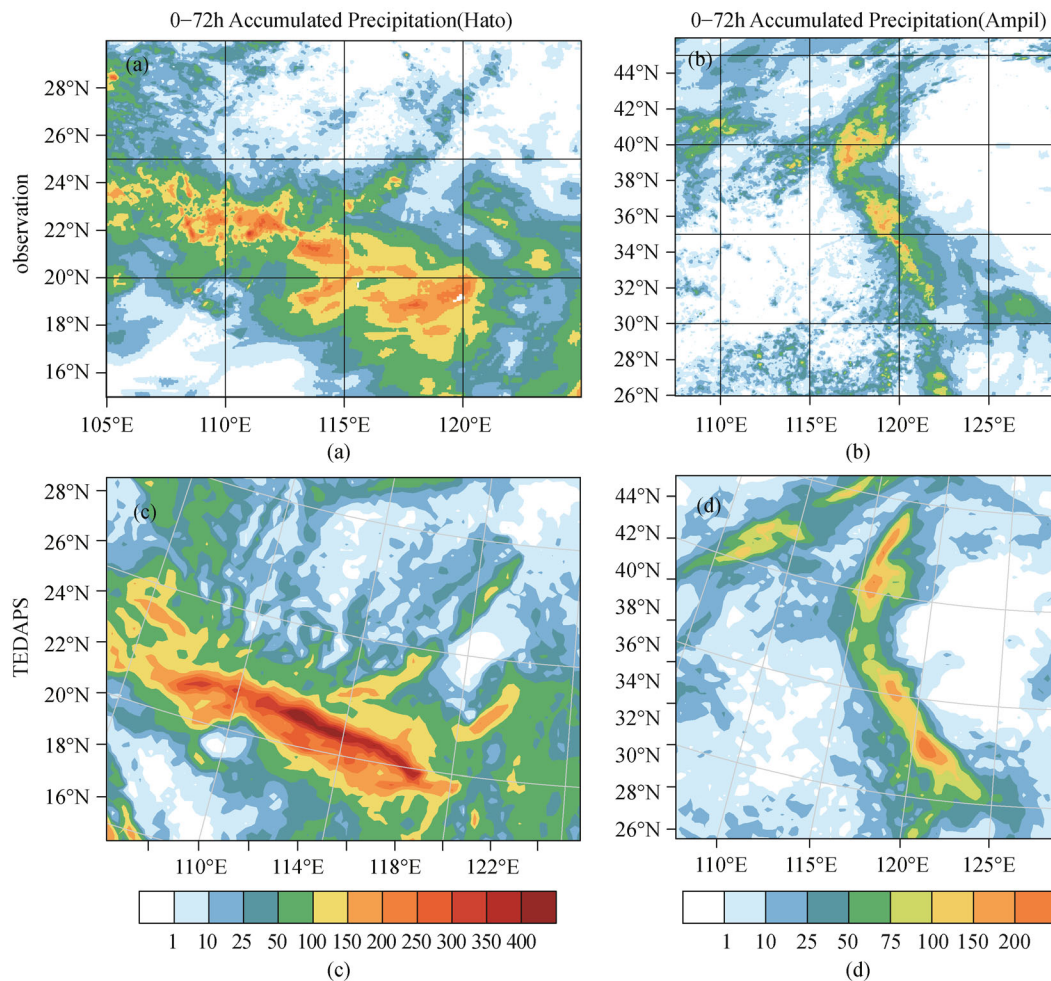 0−72h Accumulated Precipitation(Hato)
0−72h Accumulated Precipitation(Ampil)
observation
(a)
28°N
26°N
24°N
22°N
20°N
18°N
16°N
105°E 110°E 115°E 120°E
(a)
(b)
44°N
42°N
40°N
38°N
36°N
34°N
32°N
30°N
28°N
26°N
110°E 115°E 120°E 125°E
(b)
TEDAPS
(c)
28°N
26°N
24°N
22°N
20°N
18°N
16°N
110°E 114°E 118°E 122°E
1 10 25 50 100 150 200 250 300 350 400
(c)
(d)
44°N
42°N
40°N
38°N
36°N
34°N
32°N
30°N
28°N
26°N
110°E 115°E 120°E 125°E
1 10 25 50 75 100 150 200
(d)